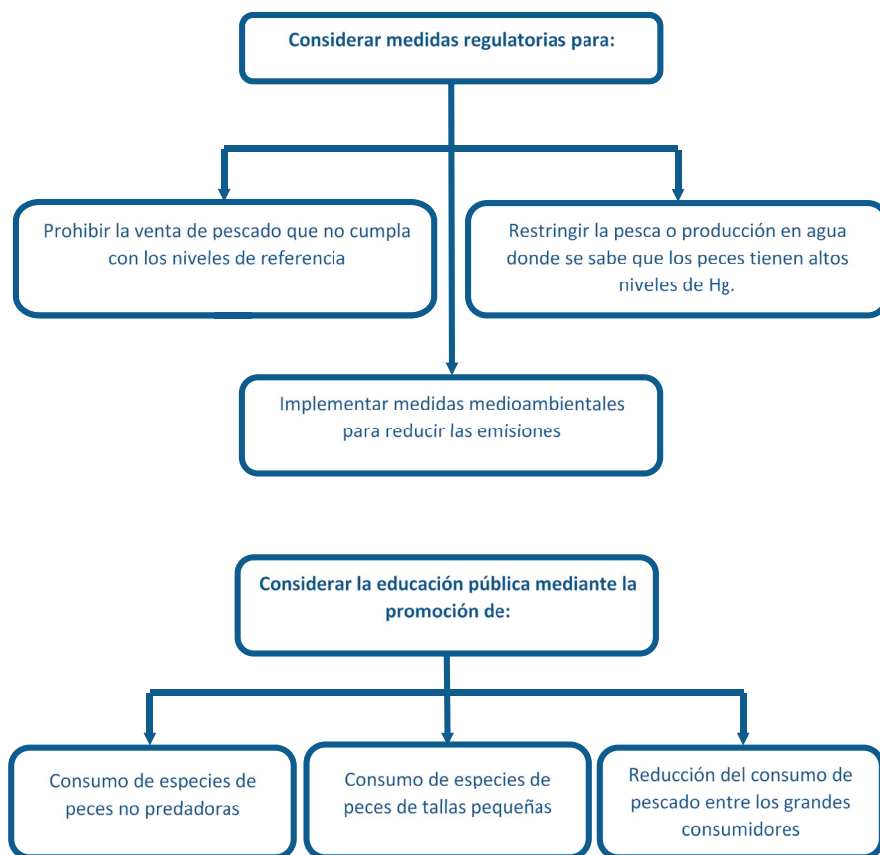 Considerar medidas regulatorias para:
Prohibir la venta de pescado que no cumpla
con los niveles de referencia
Restringir la pesca o producción en agua
donde se sabe que los peces tienen altos
niveles de Hg.
Implementar medidas medioambientales
para reducir las emisiones
Considerar la educación pública mediante la
promoción de:
Consumo de especies de
peces no predadoras
Consumo de especies de
peces de tallas pequeñas
Reducción del consumo de
pescado entre los grandes
consumidores